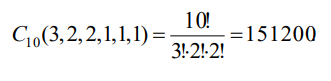 C₁₀(3,2,2,1,1,1) = 10! / 3!·2!·2! = 151200